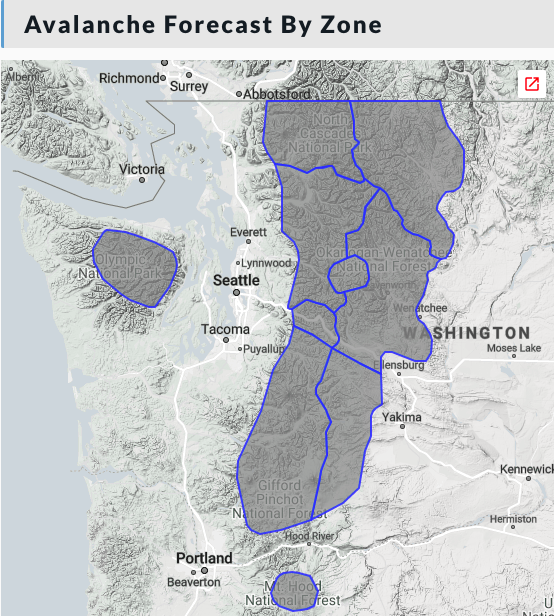 Avalanche Forecast By Zone
Alberni
Richmond
Surrey
Abbotsford
North
Cascades
National Park
Victoria
Everett
Okanogan-Wenatchee
National Forest
Olympic
National Park
Lynnwood
Seattle
Wenatchee
WASHINGTON
Tacoma
Puyallup
Moses Lake
Ellensburg
Yakima
Kennewick
Gifford
Pinchot
National Forest
Hermiston
Hood River
Portland
Beaverton
Mt. Hood
National Forest